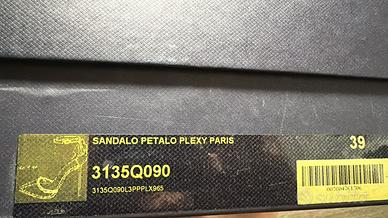 SANDALO PETALO PLEXY PARIS 39
3135Q090
3135Q090L3PPPLX965